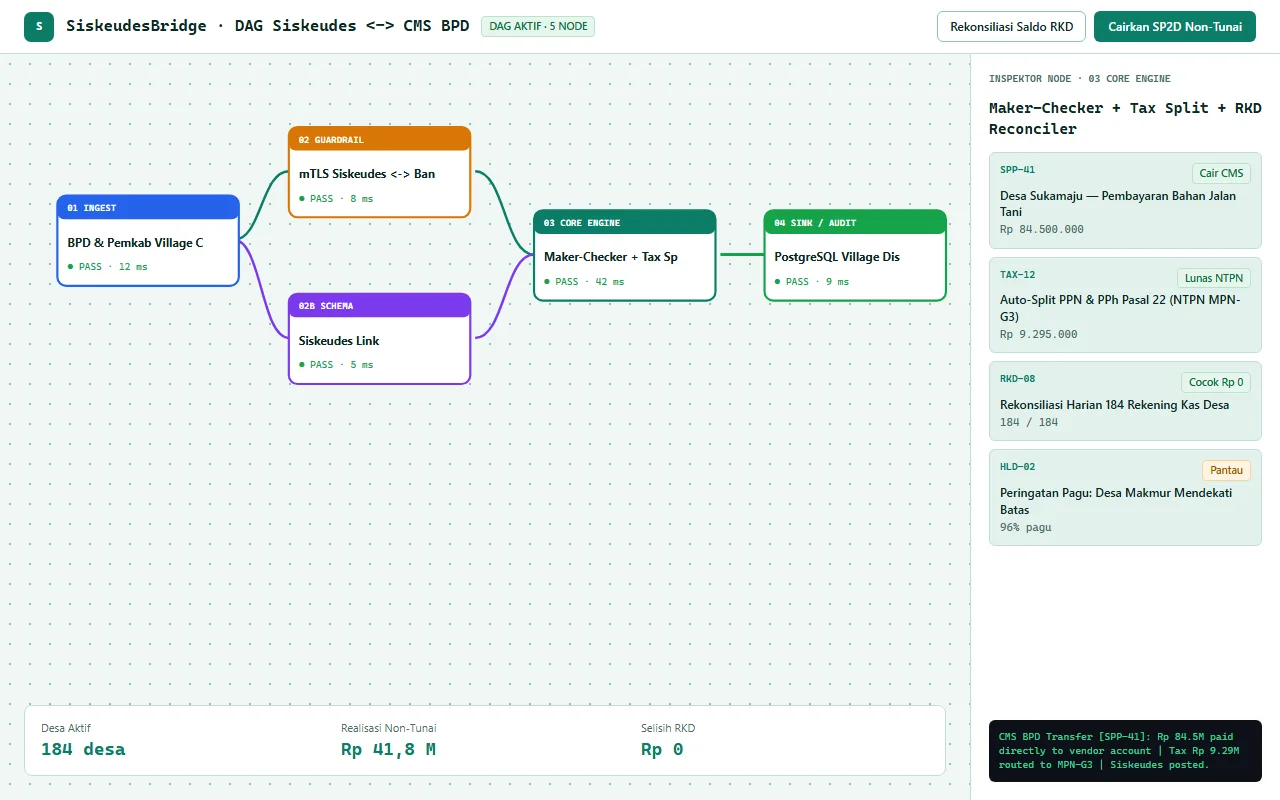 S
SiskeudesBridge · DAG Siskeudes <-> CMS BPD
DAG AKTIF · 5 NODE
Rekonsiliasi Saldo RKD
Cairkan SP2D Non-Tunai
01 INGEST
BPD & Pemkab Village C
● PASS · 12 ms
02 GUARDRAIL
mTLS Siskeudes <-> Ban
● PASS · 8 ms
02B SCHEMA
Siskeudes Link
● PASS · 5 ms
03 CORE ENGINE
Maker-Checker + Tax Sp
● PASS · 42 ms
04 SINK / AUDIT
PostgreSQL Village Dis
● PASS · 9 ms
Desa Aktif
184 desa
Realisasi Non-Tunai
Rp 41,8 M
Selisih RKD
Rp 0
INSPEKTOR NODE · 03 CORE ENGINE
Maker-Checker + Tax Split + RKD
Reconciler
SPP-41
Cair CMS
Desa Sukamaju — Pembayaran Bahan Jalan
Tani
Rp 84.500.000
TAX-12
Lunas NTPN
Auto-Split PPN & PPh Pasal 22 (NTPN MPN-
G3)
Rp 9.295.000
RKD-08
Cocok Rp 0
Rekonsiliasi Harian 184 Rekening Kas Desa
184 / 184
HLD-02
Pantau
Peringatan Pagu: Desa Makmur Mendekati
Batas
96% pagu
CMS BPD Transfer [SPP-41]: Rp 84.5M paid
directly to vendor account | Tax Rp 9.29M
routed to MPN-G3 | Siskeudes posted.